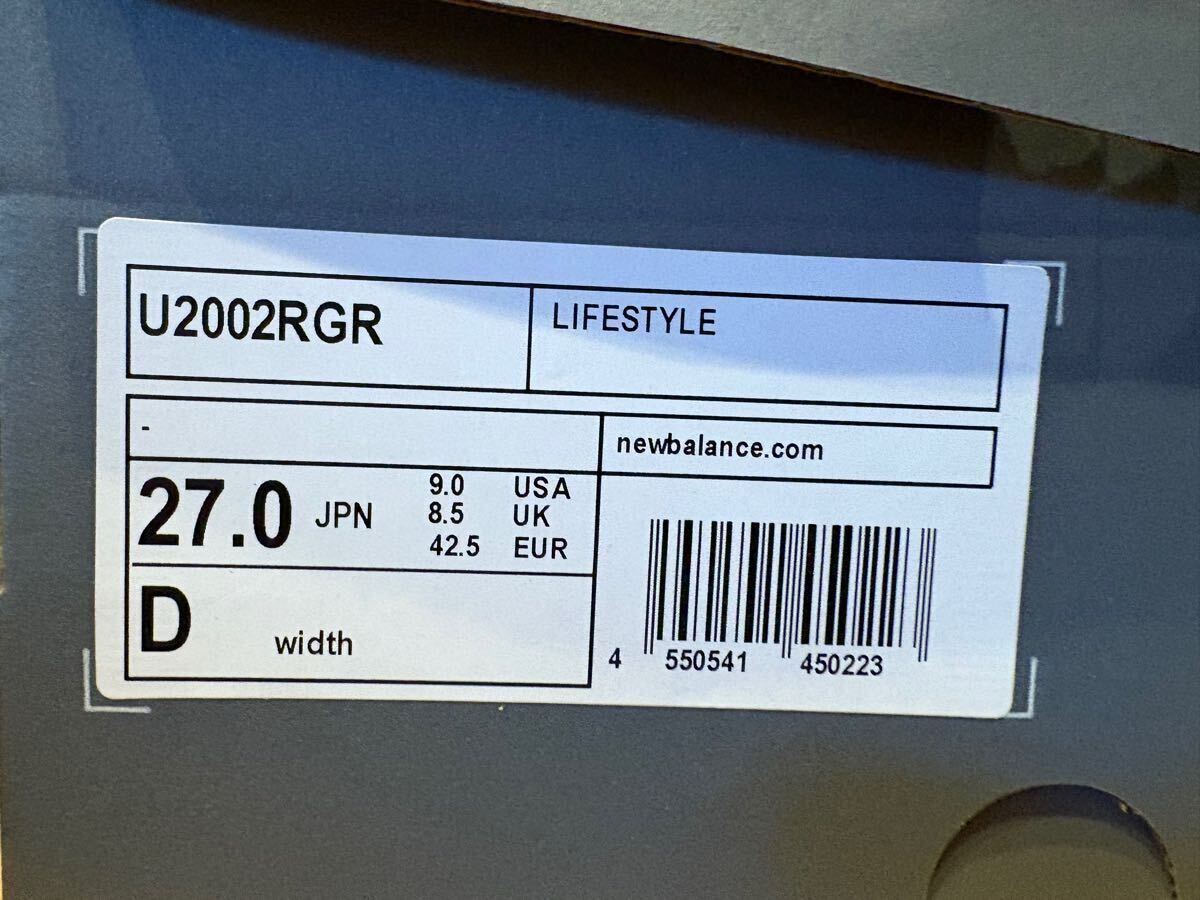 U2002RGR
LIFESTYLE
-
newbalance.com
27.0 JPN
9.0 USA
8.5 UK
42.5 EUR
D width
4 550541 450223